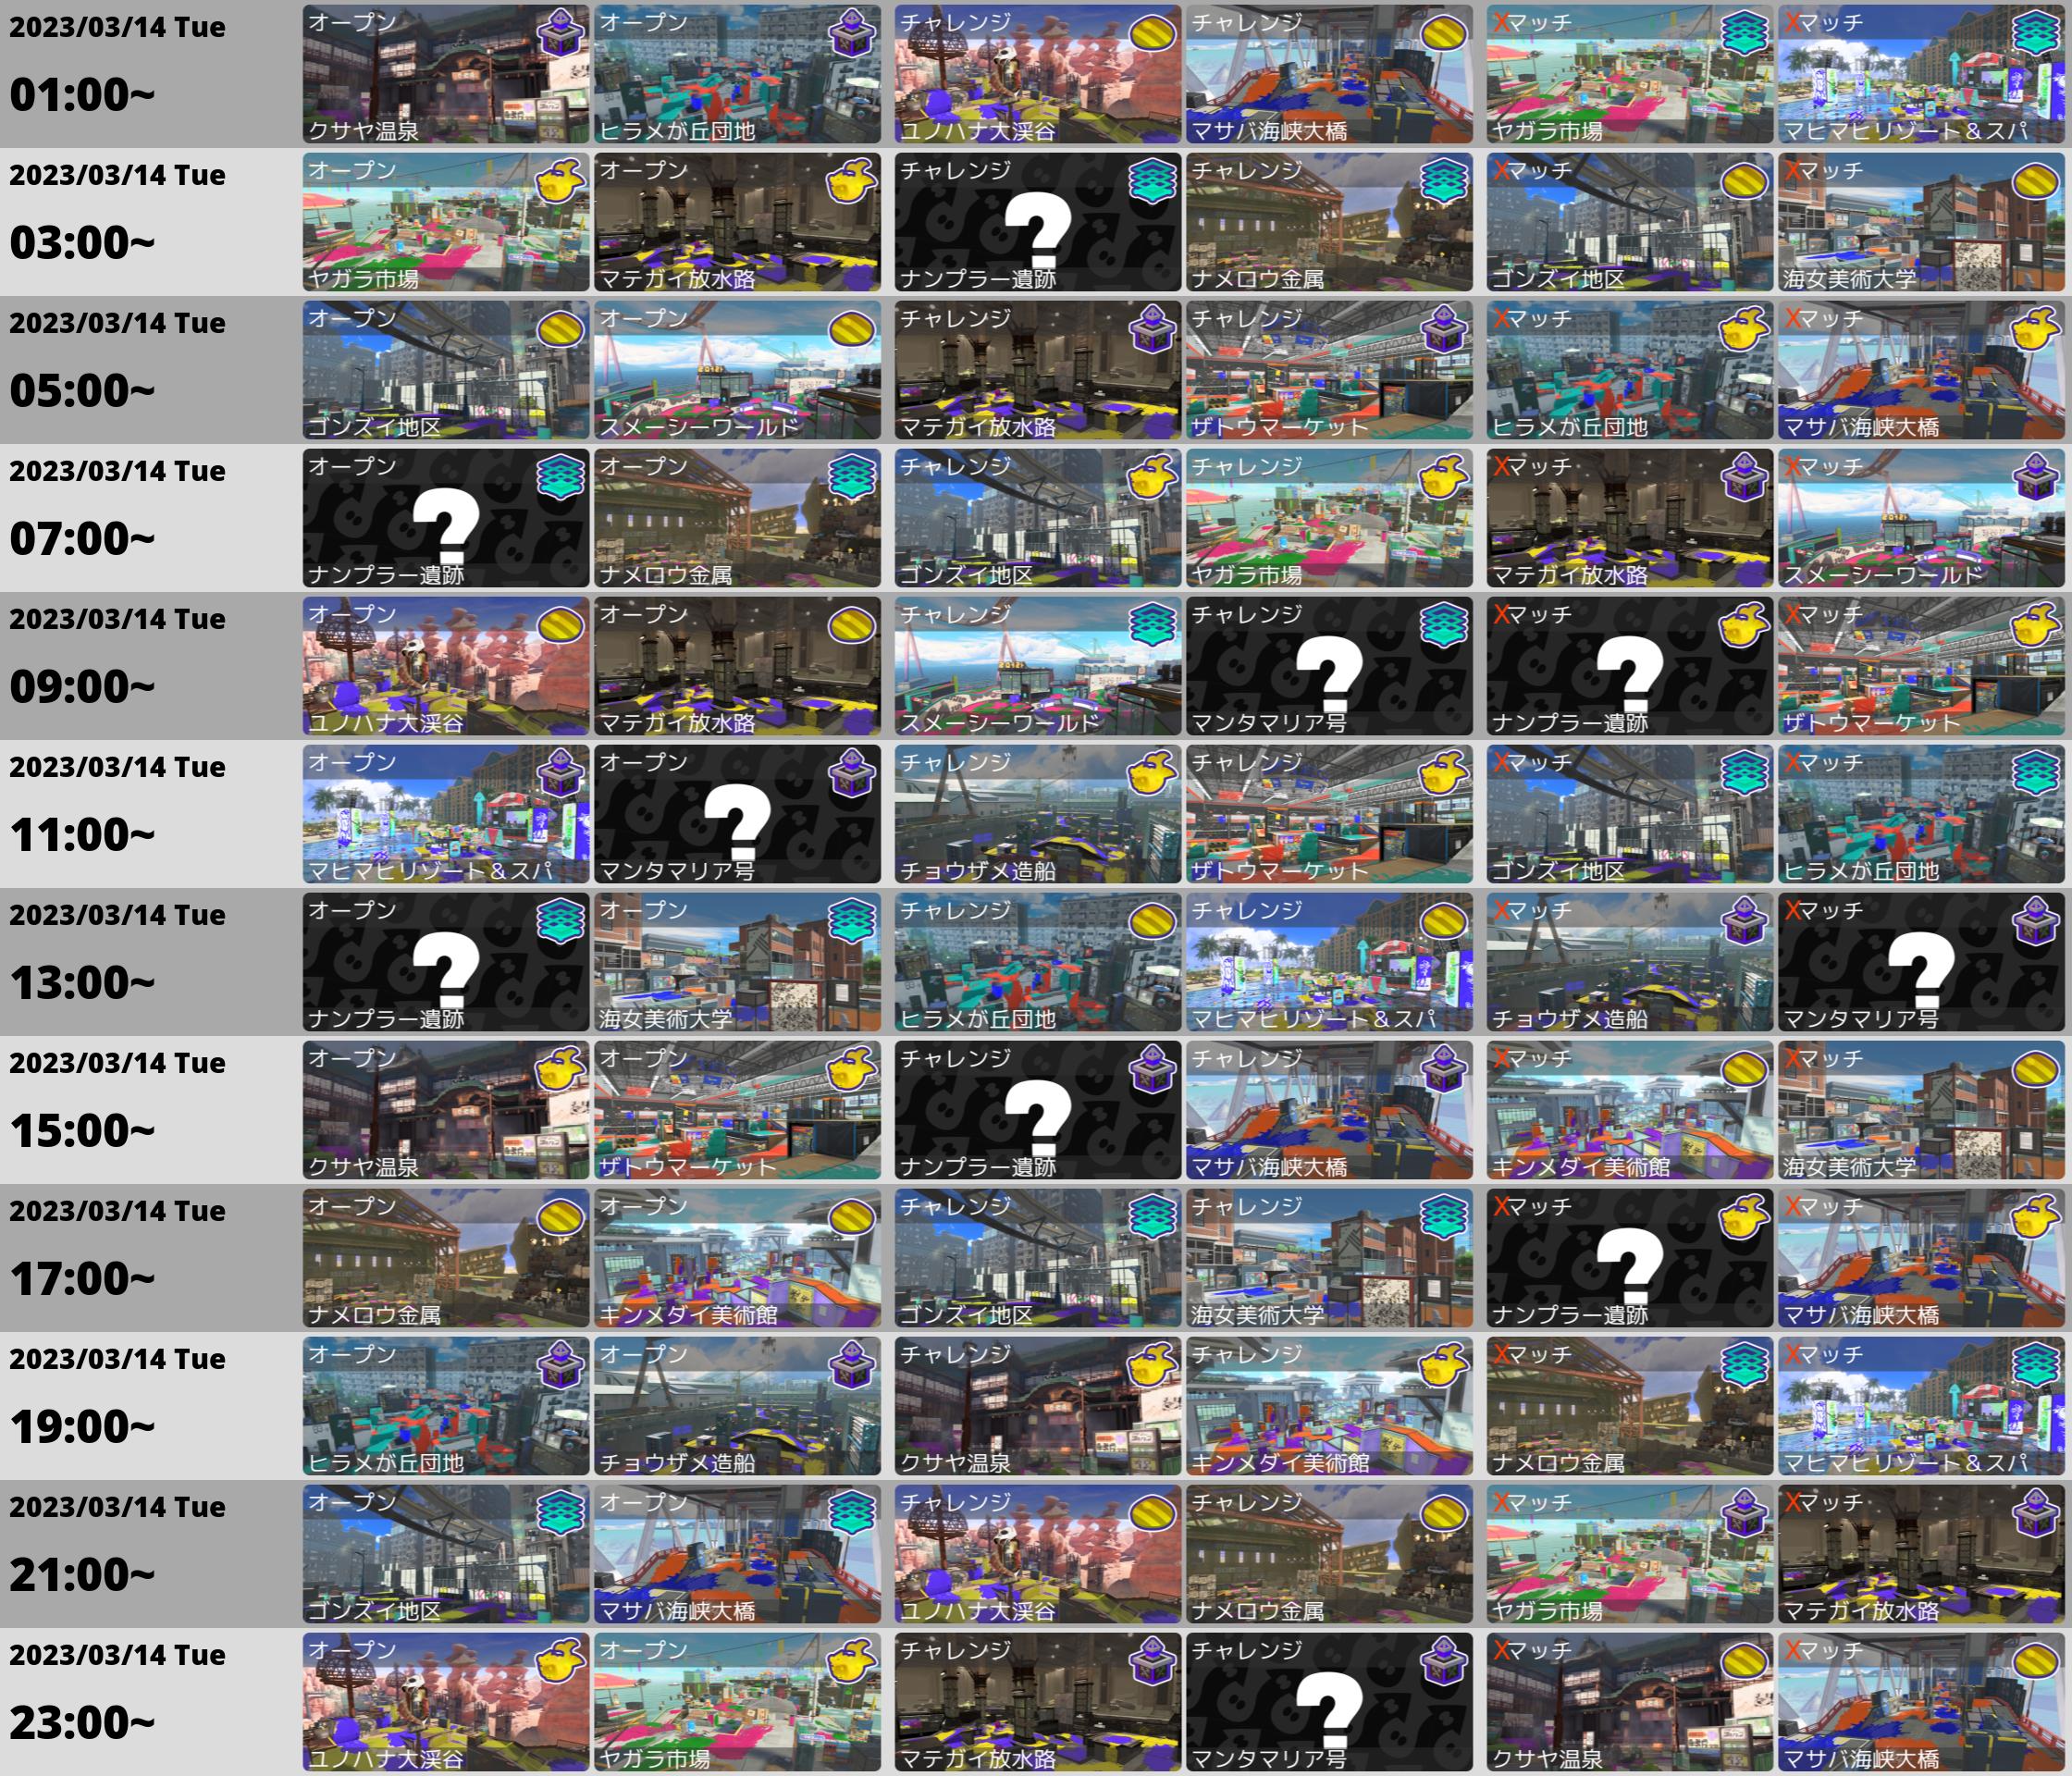 2023/03/14 Tue
01:00~
オープン
クサヤ温泉
オープン
ヒラメが丘団地
チャレンジ
ユノハナ大渓谷
チャレンジ
マサバ海峡大橋
Xマッチ
ヤガラ市場
Xマッチ
マヒマヒリゾート&スパ
2023/03/14 Tue
03:00~
オープン
ヤガラ市場
オープン
マテガイ放水路
チャレンジ
?
ナンプラー遺跡
チャレンジ
ナメロウ金属
Xマッチ
ゴンズイ地区
Xマッチ
海女美術大学
2023/03/14 Tue
05:00~
オープン
ゴンズイ地区
オープン
スメーシーワールド
チャレンジ
マテガイ放水路
チャレンジ
ザトウマーケット
Xマッチ
ヒラメが丘団地
Xマッチ
マサバ海峡大橋
2023/03/14 Tue
07:00~
オープン
?
ナンプラー遺跡
オープン
ナメロウ金属
チャレンジ
ゴンズイ地区
チャレンジ
ヤガラ市場
Xマッチ
マテガイ放水路
Xマッチ
スメーシーワールド
2023/03/14 Tue
09:00~
オープン
ユノハナ大渓谷
オープン
マテガイ放水路
チャレンジ
スメーシーワールド
チャレンジ
?
マンタマリア号
Xマッチ
?
ナンプラー遺跡
Xマッチ
ザトウマーケット
2023/03/14 Tue
11:00~
オープン
マヒマヒリゾート&スパ
オープン
?
マンタマリア号
チャレンジ
チョウザメ造船
チャレンジ
ザトウマーケット
Xマッチ
ゴンズイ地区
Xマッチ
ヒラメが丘団地
2023/03/14 Tue
13:00~
オープン
?
ナンプラー遺跡
オープン
海女美術大学
チャレンジ
ヒラメが丘団地
チャレンジ
マヒマヒリゾート&スパ
Xマッチ
チョウザメ造船
Xマッチ
?
マンタマリア号
2023/03/14 Tue
15:00~
オープン
クサヤ温泉
オープン
ザトウマーケット
チャレンジ
?
ナンプラー遺跡
チャレンジ
マサバ海峡大橋
Xマッチ
キンメダイ美術館
Xマッチ
海女美術大学
2023/03/14 Tue
17:00~
オープン
ナメロウ金属
オープン
キンメダイ美術館
チャレンジ
ゴンズイ地区
チャレンジ
海女美術大学
Xマッチ
?
ナンプラー遺跡
Xマッチ
マサバ海峡大橋
2023/03/14 Tue
19:00~
オープン
ヒラメが丘団地
オープン
チョウザメ造船
チャレンジ
クサヤ温泉
チャレンジ
キンメダイ美術館
Xマッチ
ナメロウ金属
Xマッチ
マヒマヒリゾート&スパ
2023/03/14 Tue
21:00~
オープン
ゴンズイ地区
オープン
マサバ海峡大橋
チャレンジ
ユノハナ大渓谷
チャレンジ
ナメロウ金属
Xマッチ
ヤガラ市場
Xマッチ
マテガイ放水路
2023/03/14 Tue
23:00~
オープン
ユノハナ大渓谷
オープン
ヤガラ市場
チャレンジ
マテガイ放水路
チャレンジ
?
マンタマリア号
Xマッチ
クサヤ温泉
Xマッチ
マサバ海峡大橋